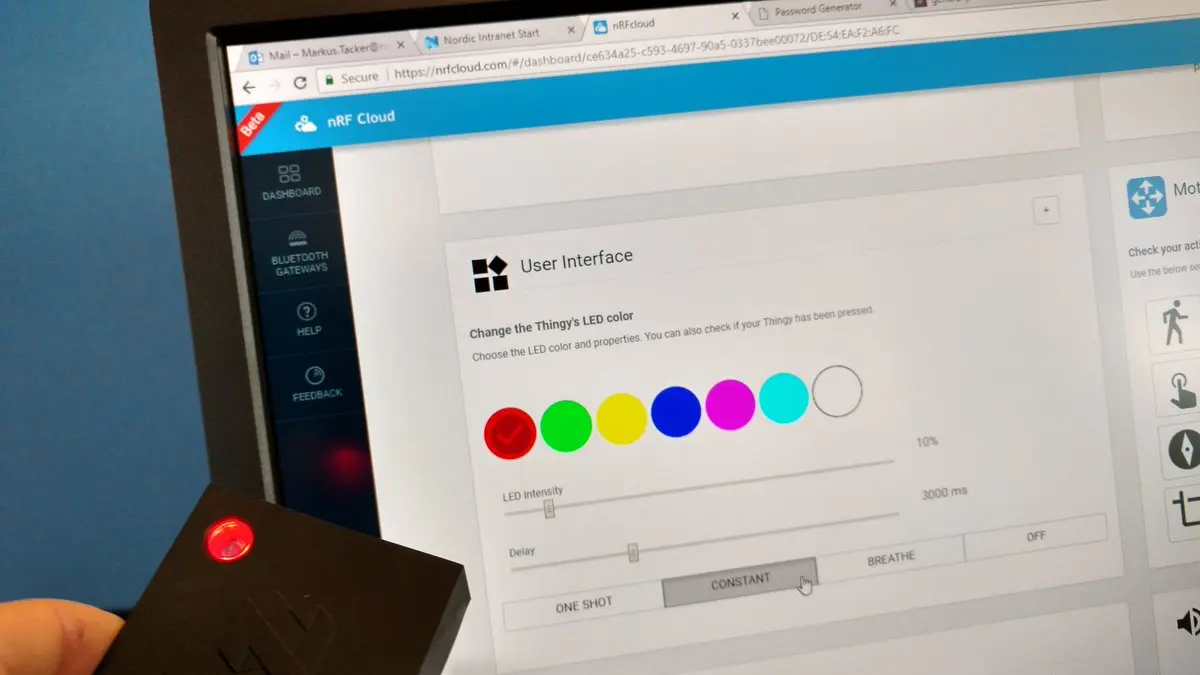 Mail – Markus.Tacker@
Nordic Intranet Start
nRFcloud
Password Generator
Secure
https://nrfcloud.com/#/dashboard/ce634a25-c593-4697-90a5-0337bee00072/DE:54:EA:F2:A6:FC
Beta
nRF Cloud
DASHBOARD
BLUETOOTH
GATEWAYS
HELP
FEEDBACK
User Interface
+
Change the Thingy's LED color
Choose the LED color and properties. You can also check if your Thingy has been pressed.
LED Intensity
10%
Delay
3000 ms
ONE SHOT
CONSTANT
BREATHE
OFF
Mot
Check your acti
Use the below se